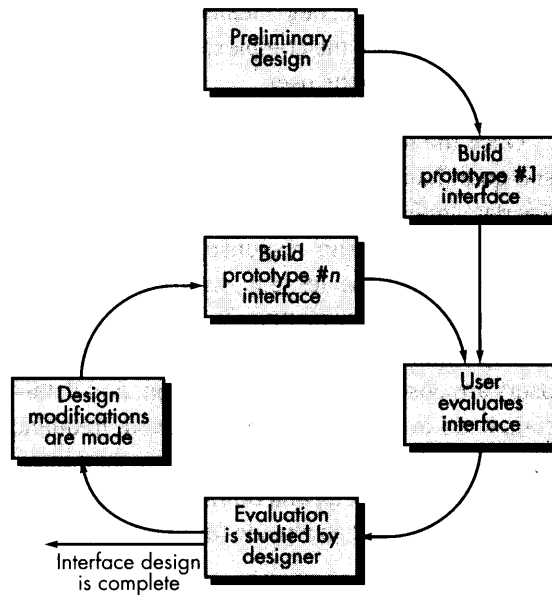 Preliminary
design
Build
prototype #1
interface
Build
prototype #n
interface
User
evaluates
interface
Design
modifications
are made
Evaluation
is studied by
designer
Interface design
is complete